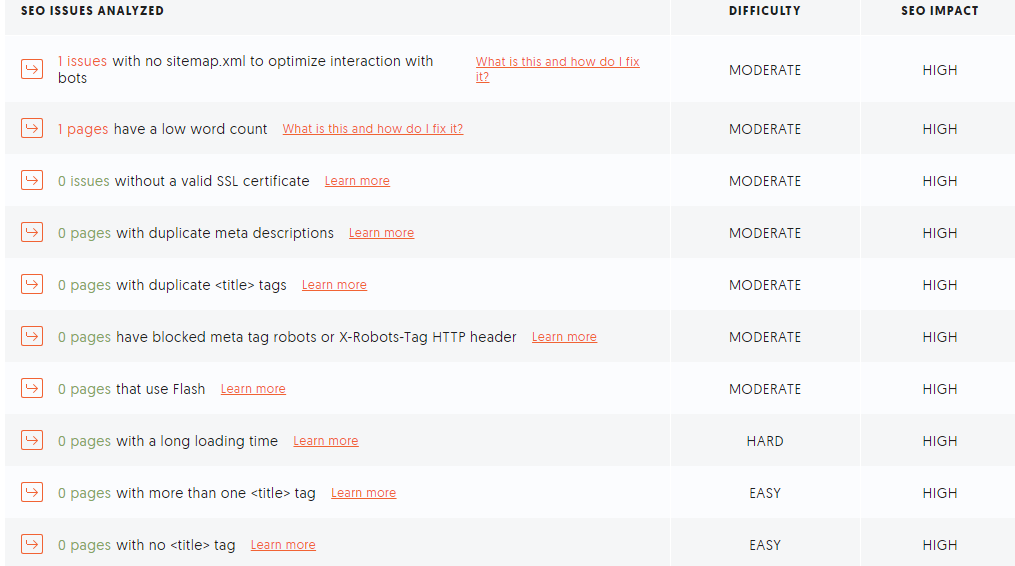 SEO ISSUES ANALYZED DIFFICULTY SEO IMPACT
1 issues with no sitemap.xml to optimize interaction with bots What is this and how do I fix it? MODERATE HIGH
1 pages have a low word count What is this and how do I fix it? MODERATE HIGH
0 issues without a valid SSL certificate Learn more MODERATE HIGH
0 pages with duplicate meta descriptions Learn more MODERATE HIGH
0 pages with duplicate <title> tags Learn more MODERATE HIGH
0 pages have blocked meta tag robots or X-Robots-Tag HTTP header Learn more MODERATE HIGH
0 pages that use Flash Learn more MODERATE HIGH
0 pages with a long loading time Learn more HARD HIGH
0 pages with more than one <title> tag Learn more EASY HIGH
0 pages with no <title> tag Learn more EASY HIGH